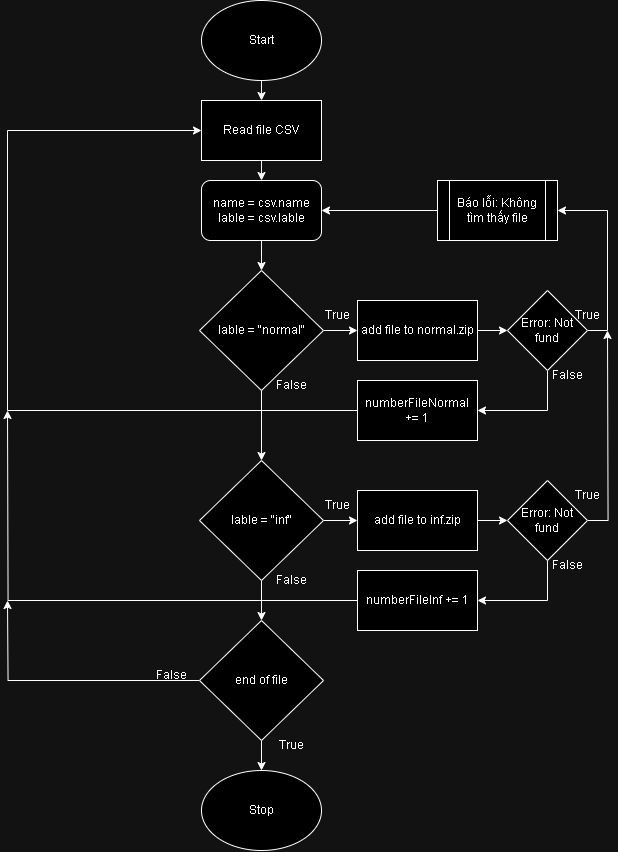 Start
Read file CSV
name = csv.name
lable = csv.lable
Báo lỗi: Không
tìm thấy file
lable = "normal"
True
add file to normal.zip
Error: Not
fund
True
False
False
numberFileNormal
+= 1
lable = "inf"
True
add file to inf.zip
Error: Not
fund
True
False
False
numberFileInf += 1
end of file
False
True
Stop